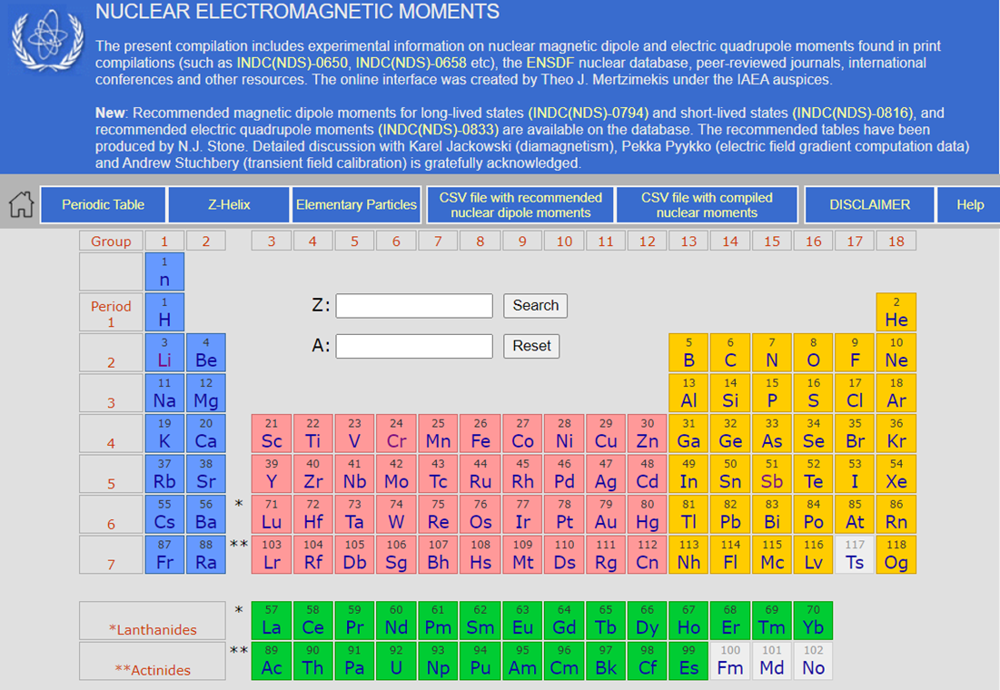 NUCLEAR ELECTROMAGNETIC MOMENTS
The present compilation includes experimental information on nuclear magnetic dipole and electric quadrupole moments found in print
compilations (such as INDC(NDS)-0650, INDC(NDS)-0658 etc), the ENSDF nuclear database, peer-reviewed journals, international
conferences and other resources. The online interface was created by Theo J. Mertzimekis under the IAEA auspices.
New: Recommended magnetic dipole moments for long-lived states (INDC(NDS)-0794) and short-lived states (INDC(NDS)-0816), and
recommended electric quadrupole moments (INDC(NDS)-0833) are available on the database. The recommended tables have been
produced by N.J. Stone. Detailed discussion with Karel Jackowski (diamagnetism), Pekka Pyykko (electric field gradient computation data)
and Andrew Stuchbery (transient field calibration) is gratefully acknowledged.
Periodic Table Z-Helix Elementary Particles CSV file with recommended CSV file with compiled DISCLAIMER Help
nuclear dipole moments nuclear moments
Group 1 2 3 4 5 6 7 8 9 10 11 12 13 14 15 16 17 18
1
n
Period 1 2
1 H He
Z: Search
A: Reset
3 4 5 6 7 8 9 10
2 Li Be B C N O F Ne
11 12 13 14 15 16 17 18
3 Na Mg Al Si P S Cl Ar
19 20 21 22 23 24 25 26 27 28 29 30 31 32 33 34 35 36
4 K Ca Sc Ti V Cr Mn Fe Co Ni Cu Zn Ga Ge As Se Br Kr
37 38 39 40 41 42 43 44 45 46 47 48 49 50 51 52 53 54
5 Rb Sr Y Zr Nb Mo Tc Ru Rh Pd Ag Cd In Sn Sb Te I Xe
55 56 * 71 72 73 74 75 76 77 78 79 80 81 82 83 84 85 86
6 Cs Ba Lu Hf Ta W Re Os Ir Pt Au Hg Tl Pb Bi Po At Rn
87 88 ** 103 104 105 106 107 108 109 110 111 112 113 114 115 116 117 118
7 Fr Ra Lr Rf Db Sg Bh Hs Mt Ds Rg Cn Nh Fl Mc Lv Ts Og
* 57 58 59 60 61 62 63 64 65 66 67 68 69 70
*Lanthanides La Ce Pr Nd Pm Sm Eu Gd Tb Dy Ho Er Tm Yb
** 89 90 91 92 93 94 95 96 97 98 99 100 101 102
**Actinides Ac Th Pa U Np Pu Am Cm Bk Cf Es Fm Md No